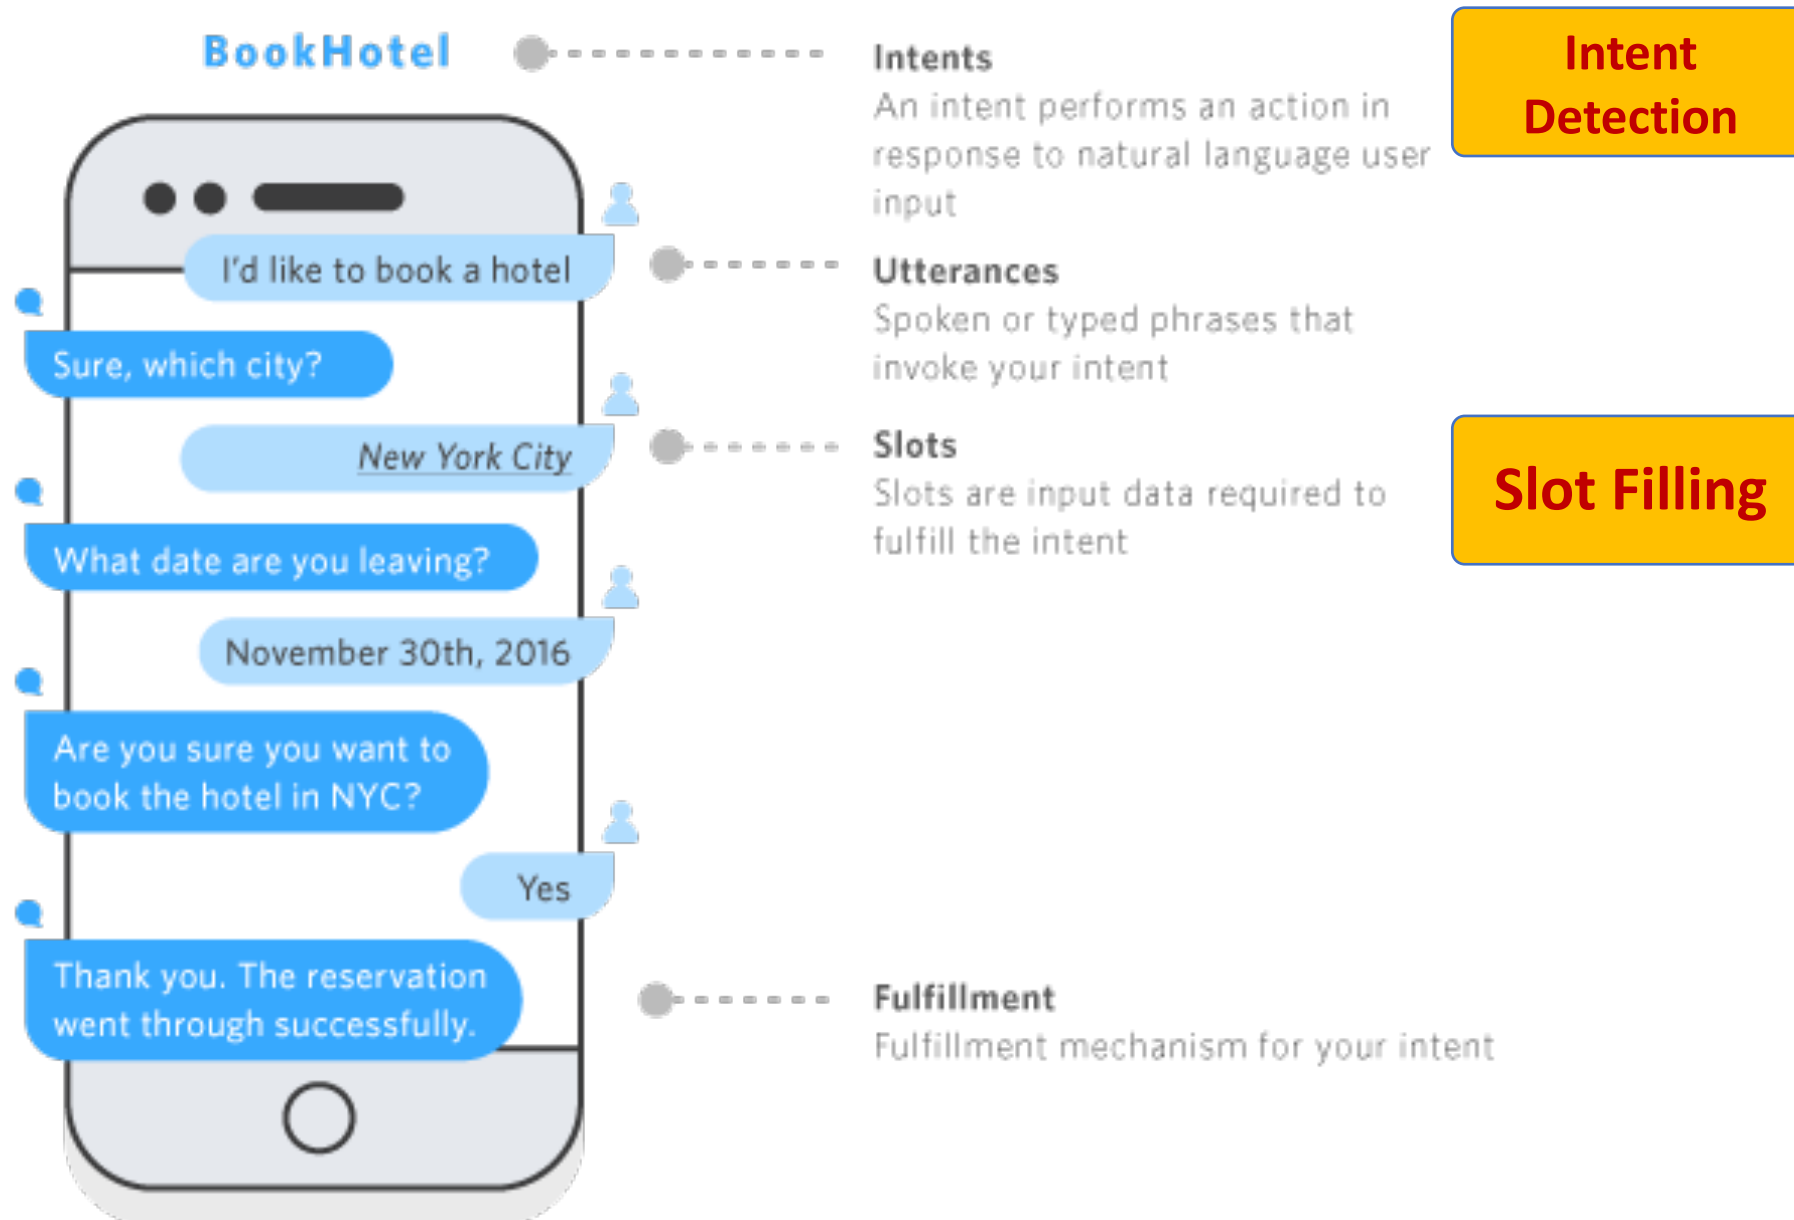 BookHotel
I'd like to book a hotel
Sure, which city?
New York City
What date are you leaving?
November 30th, 2016
Are you sure you want to
book the hotel in NYC?
Yes
Thank you. The reservation
went through successfully.
Intents
An intent performs an action in
response to natural language user
input
Utterances
Spoken or typed phrases that
invoke your intent
Slots
Slots are input data required to
fulfill the intent
Fulfillment
Fulfillment mechanism for your intent
Intent
Detection
Slot Filling